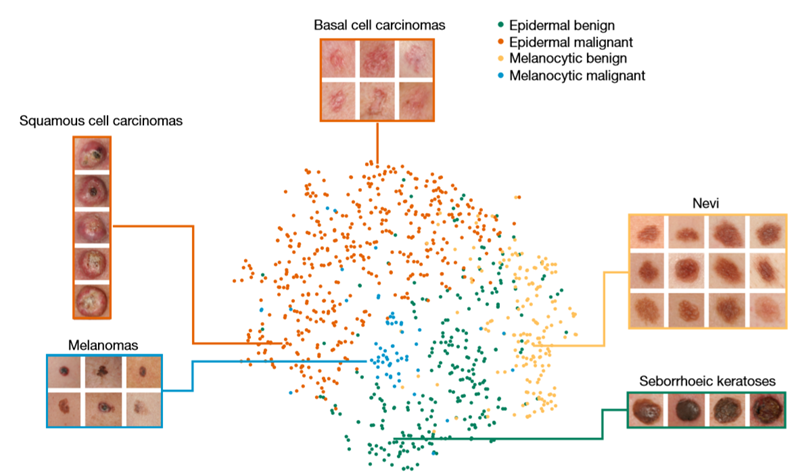 Basal cell carcinomas
Epidermal benign
Epidermal malignant
Melanocytic benign
Melanocytic malignant
Squamous cell carcinomas
Nevi
Melanomas
Seborrhoeic keratoses